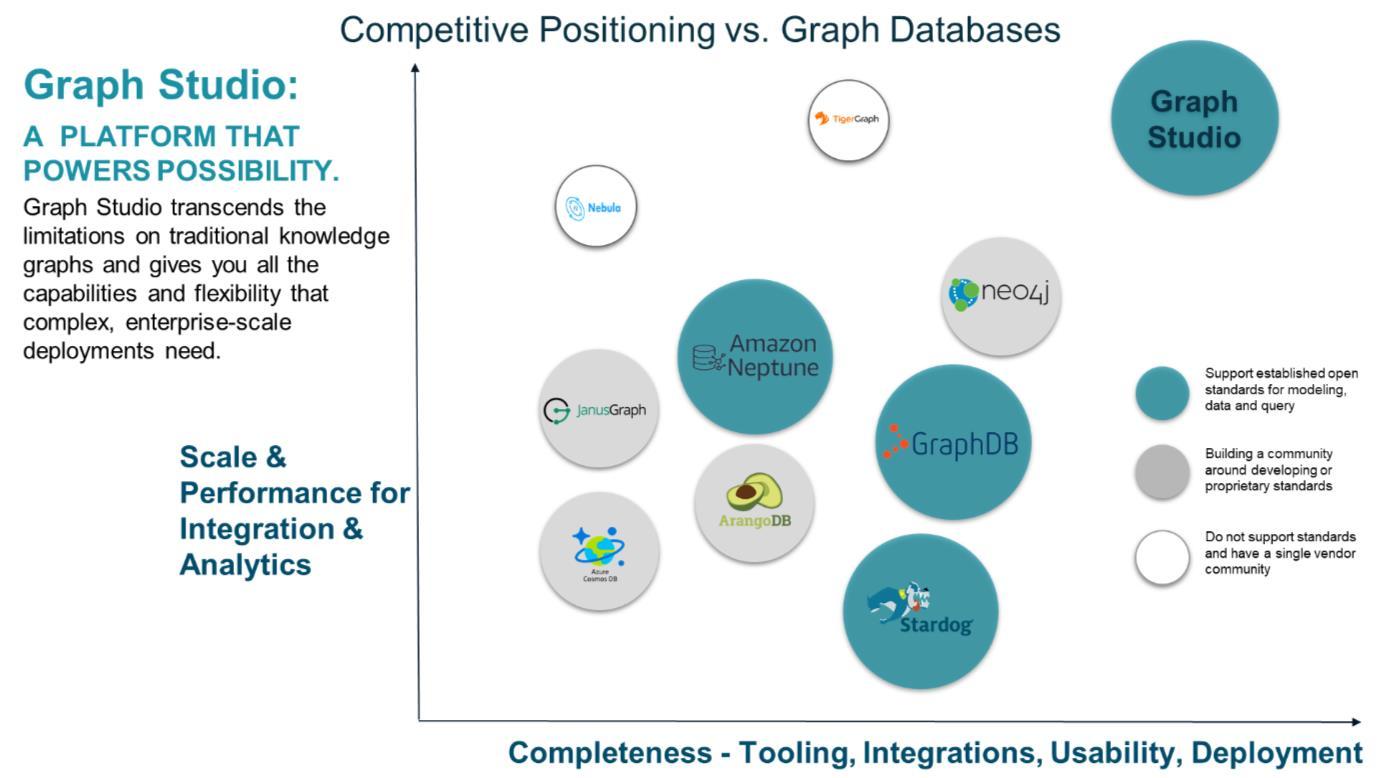 Competitive Positioning vs. Graph Databases
Graph Studio:
A PLATFORM THAT
POWERS POSSIBILITY.
Graph Studio transcends the
limitations on traditional knowledge
graphs and gives you all the
capabilities and flexibility that
complex, enterprise-scale
deployments need.
Scale &
Performance for
Integration &
Analytics
TigerGraph
Graph
Studio
Nebula
neo4j
Amazon
Neptune
JanusGraph
GraphDB
ArangoDB
Azure
Cosmos DB
Stardog
Support established open
standards for modeling,
data and query
Building a community
around developing or
proprietary standards
Do not support standards
and have a single vendor
community
Completeness - Tooling, Integrations, Usability, Deployment